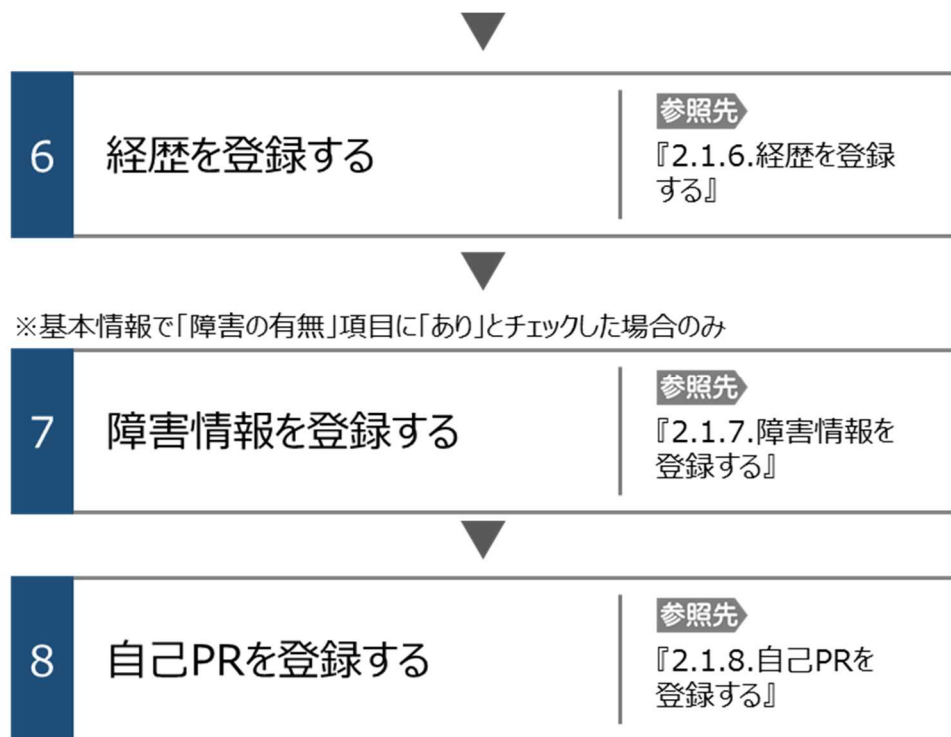 6
経歴を登録する
参照先
『2.1.6.経歴を登録
する』
※基本情報で「障害の有無」項目に「あり」とチェックした場合のみ
7
障害情報を登録する
参照先
『2.1.7.障害情報を
登録する』
8
自己PRを登録する
参照先
『2.1.8.自己PRを
登録する』